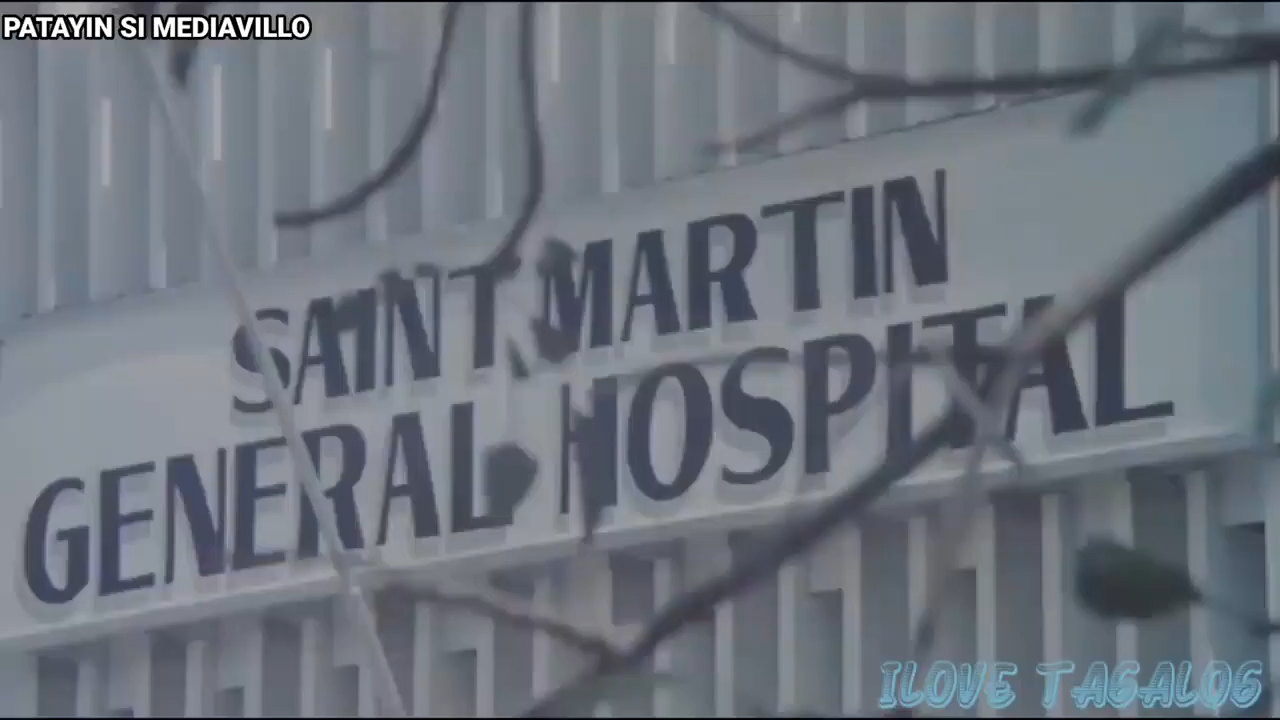 PATAYIN SI MEDIAVILLO
SAINT MARTIN
GENERAL HOSPITAL
ILOVE TAGALOG